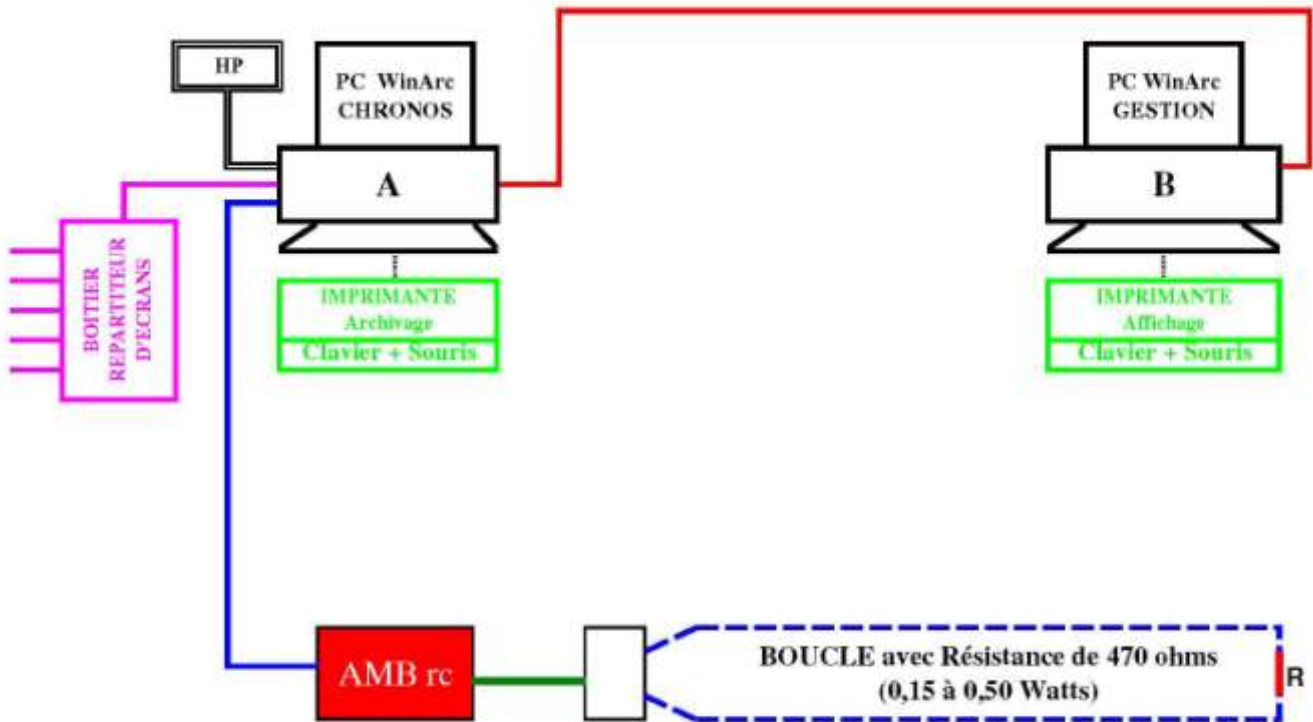 HP
PC WinArc
CHRONOS
A
PC WinArc
GESTION
B
BOITIER
REPARTITEUR
D'ECRANS
IMPRIMANTE
Archivage
Clavier + Souris
IMPRIMANTE
Affichage
Clavier + Souris
AMB rc
BOUCLE avec Résistance de 470 ohms
(0,15 à 0,50 Watts)
R